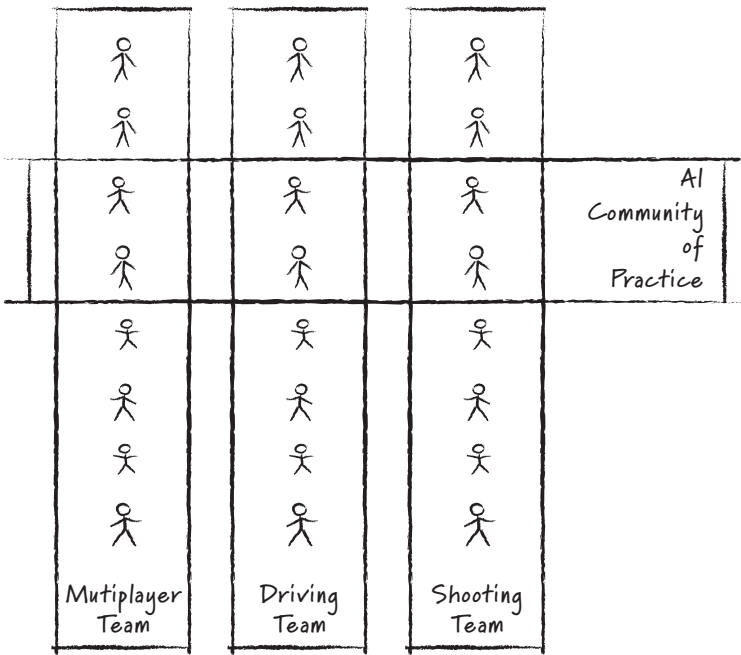 AI
Community
of
Practice
Mutiplayer
Team
Driving
Team
Shooting
Team